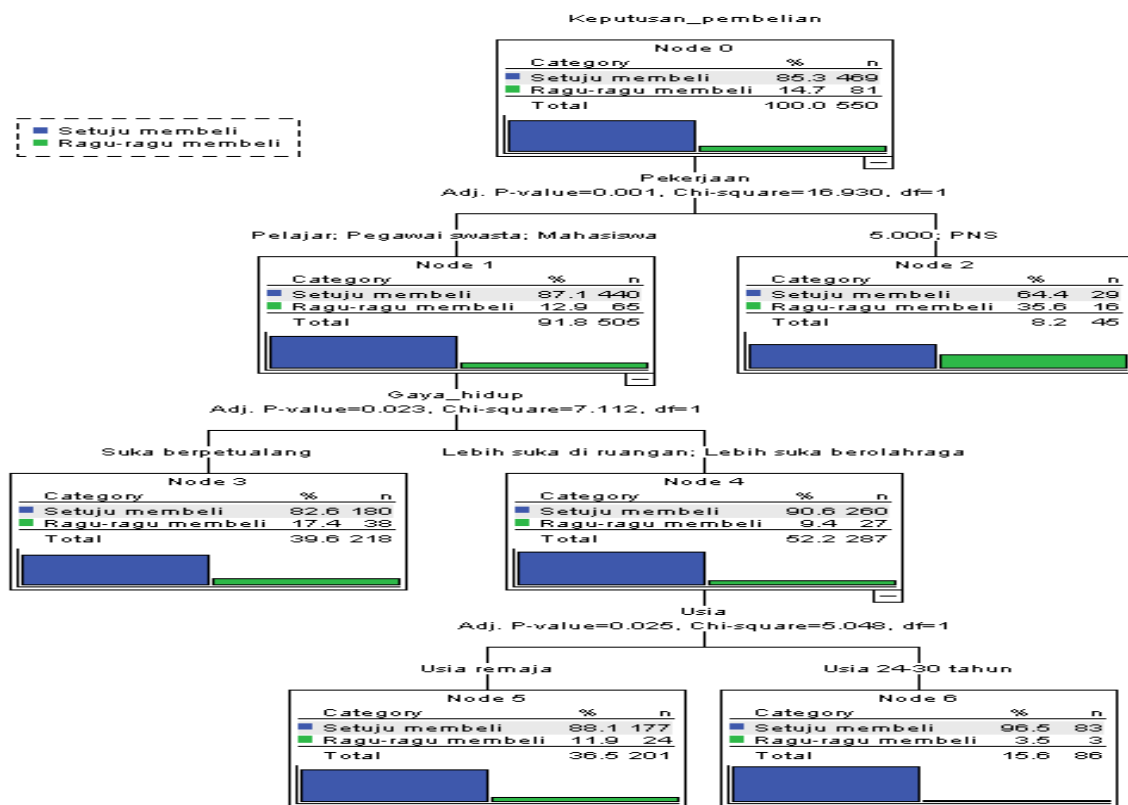 Keputusan_pembelian
Node 0
Category % n
Setuju membeli 85.3 469
Ragu-ragu membeli 14.7 81
Total 100.0 550
Setuju membeli
Ragu-ragu membeli
Pekerjaan
Adj. P-value=0.001, Chi-square=16.930, df=1
Pelajar; Pegawai swasta; Mahasiswa
5.000; PNS
Node 1
Category % n
Setuju membeli 87.1 440
Ragu-ragu membeli 12.9 65
Total 91.8 505
Node 2
Category % n
Setuju membeli 64.4 29
Ragu-ragu membeli 35.6 16
Total 8.2 45
Gaya_hidup
Adj. P-value=0.023, Chi-square=7.112, df=1
Suka berpetualang
Lebih suka di ruangan; Lebih suka berolahraga
Node 3
Category % n
Setuju membeli 82.6 180
Ragu-ragu membeli 17.4 38
Total 39.6 218
Node 4
Category % n
Setuju membeli 90.6 260
Ragu-ragu membeli 9.4 27
Total 52.2 287
Usia
Adj. P-value=0.025, Chi-square=5.048, df=1
Usia remaja
Usia 24-30 tahun
Node 5
Category % n
Setuju membeli 88.1 177
Ragu-ragu membeli 11.9 24
Total 36.5 201
Node 6
Category % n
Setuju membeli 96.5 83
Ragu-ragu membeli 3.5 3
Total 15.6 86